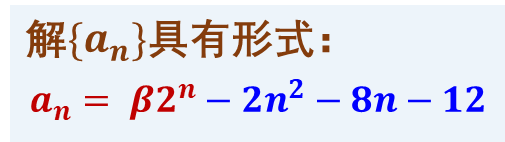 解{aₙ}具有形式：
aₙ = β2ⁿ − 2n² − 8n − 12